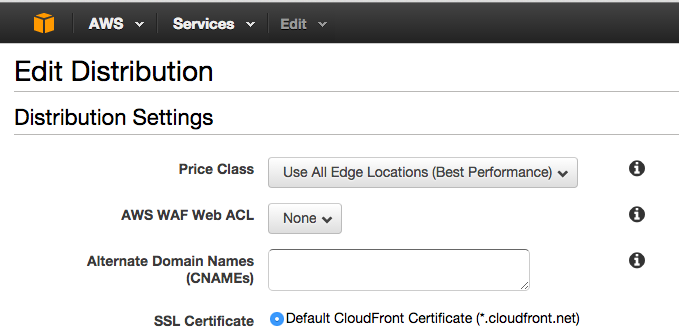 AWS Services Edit
Edit Distribution
Distribution Settings
Price Class Use All Edge Locations (Best Performance)
AWS WAF Web ACL None
Alternate Domain Names
(CNAMEs)
SSL Certificate Default CloudFront Certificate (*.cloudfront.net)